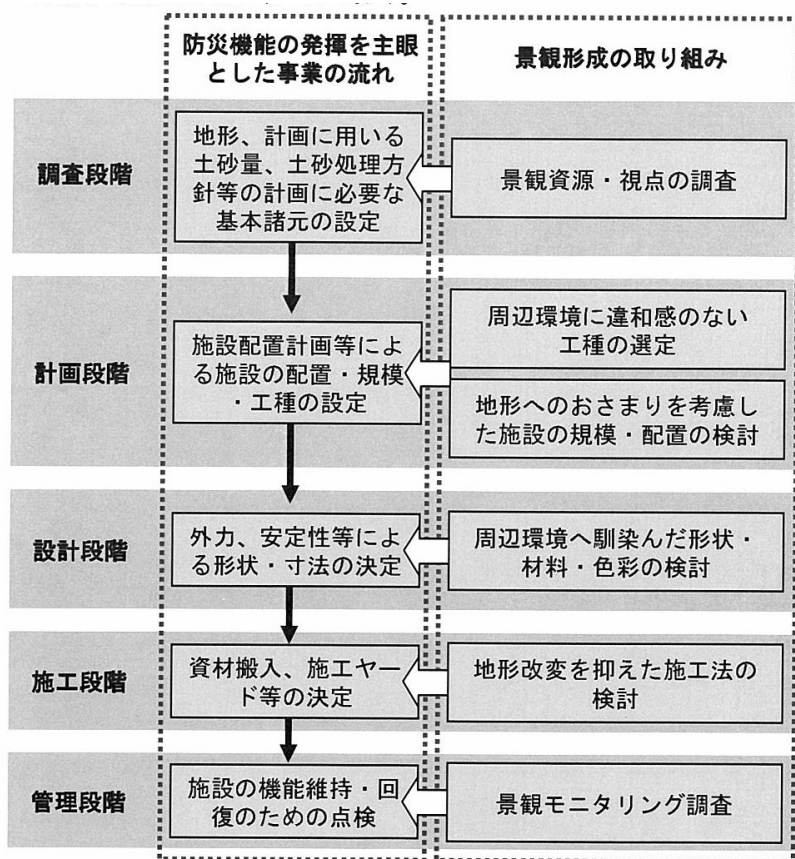 防災機能の発揮を主眼
とした事業の流れ
景観形成の取り組み
調査段階
地形、計画に用いる
土砂量、土砂処理方
針等の計画に必要な
基本諸元の設定
景観資源・視点の調査
計画段階
施設配置計画等によ
る施設の配置・規模
・工種の設定
周辺環境に違和感のない
工種の選定
地形へのおさまりを考慮し
た施設の規模・配置の検討
設計段階
外力、安定性等によ
る形状・寸法の決定
周辺環境へ馴染んだ形状・
材料・色彩の検討
施工段階
資材搬入、施工ヤー
ド等の決定
地形改変を抑えた施工法の
検討
管理段階
施設の機能維持・回
復のための点検
景観モニタリング調査